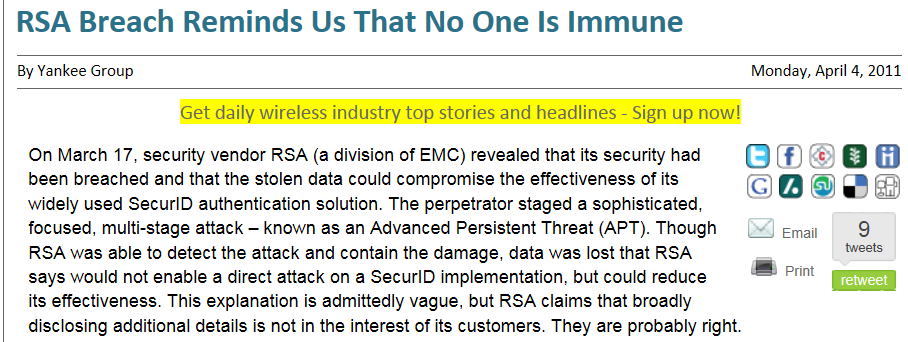 RSA Breach Reminds Us That No One Is Immune
By Yankee Group
Monday, April 4, 2011
Get daily wireless industry top stories and headlines - Sign up now!
On March 17, security vendor RSA (a division of EMC) revealed that its security had
been breached and that the stolen data could compromise the effectiveness of its
widely used SecurID authentication solution. The perpetrator staged a sophisticated,
focused, multi-stage attack – known as an Advanced Persistent Threat (APT). Though
RSA was able to detect the attack and contain the damage, data was lost that RSA
says would not enable a direct attack on a SecurID implementation, but could reduce
its effectiveness. This explanation is admittedly vague, but RSA claims that broadly
disclosing additional details is not in the interest of its customers. They are probably right.
Email
Print
9
tweets
retweet